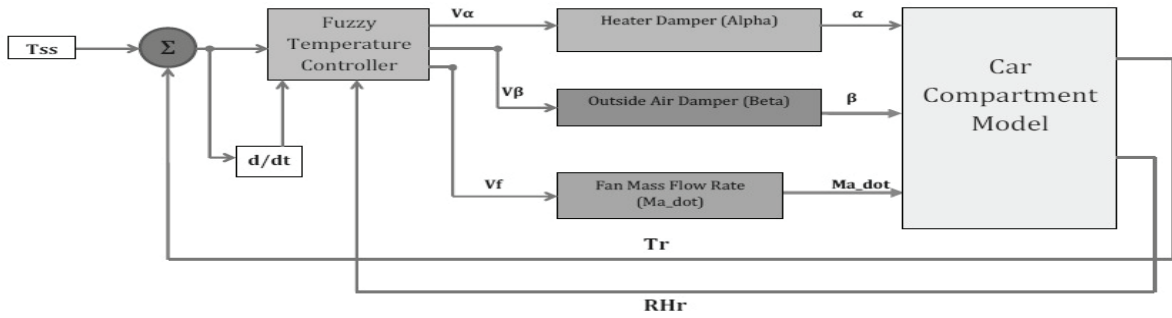 Tss
Σ
Fuzzy
Temperature
Controller
d/dt
Vα
Vβ
Vf
Heater Damper (Alpha)
Outside Air Damper (Beta)
Fan Mass Flow Rate
(Ma_dot)
α
β
Ma_dot
Car
Compartment
Model
Tr
RHr